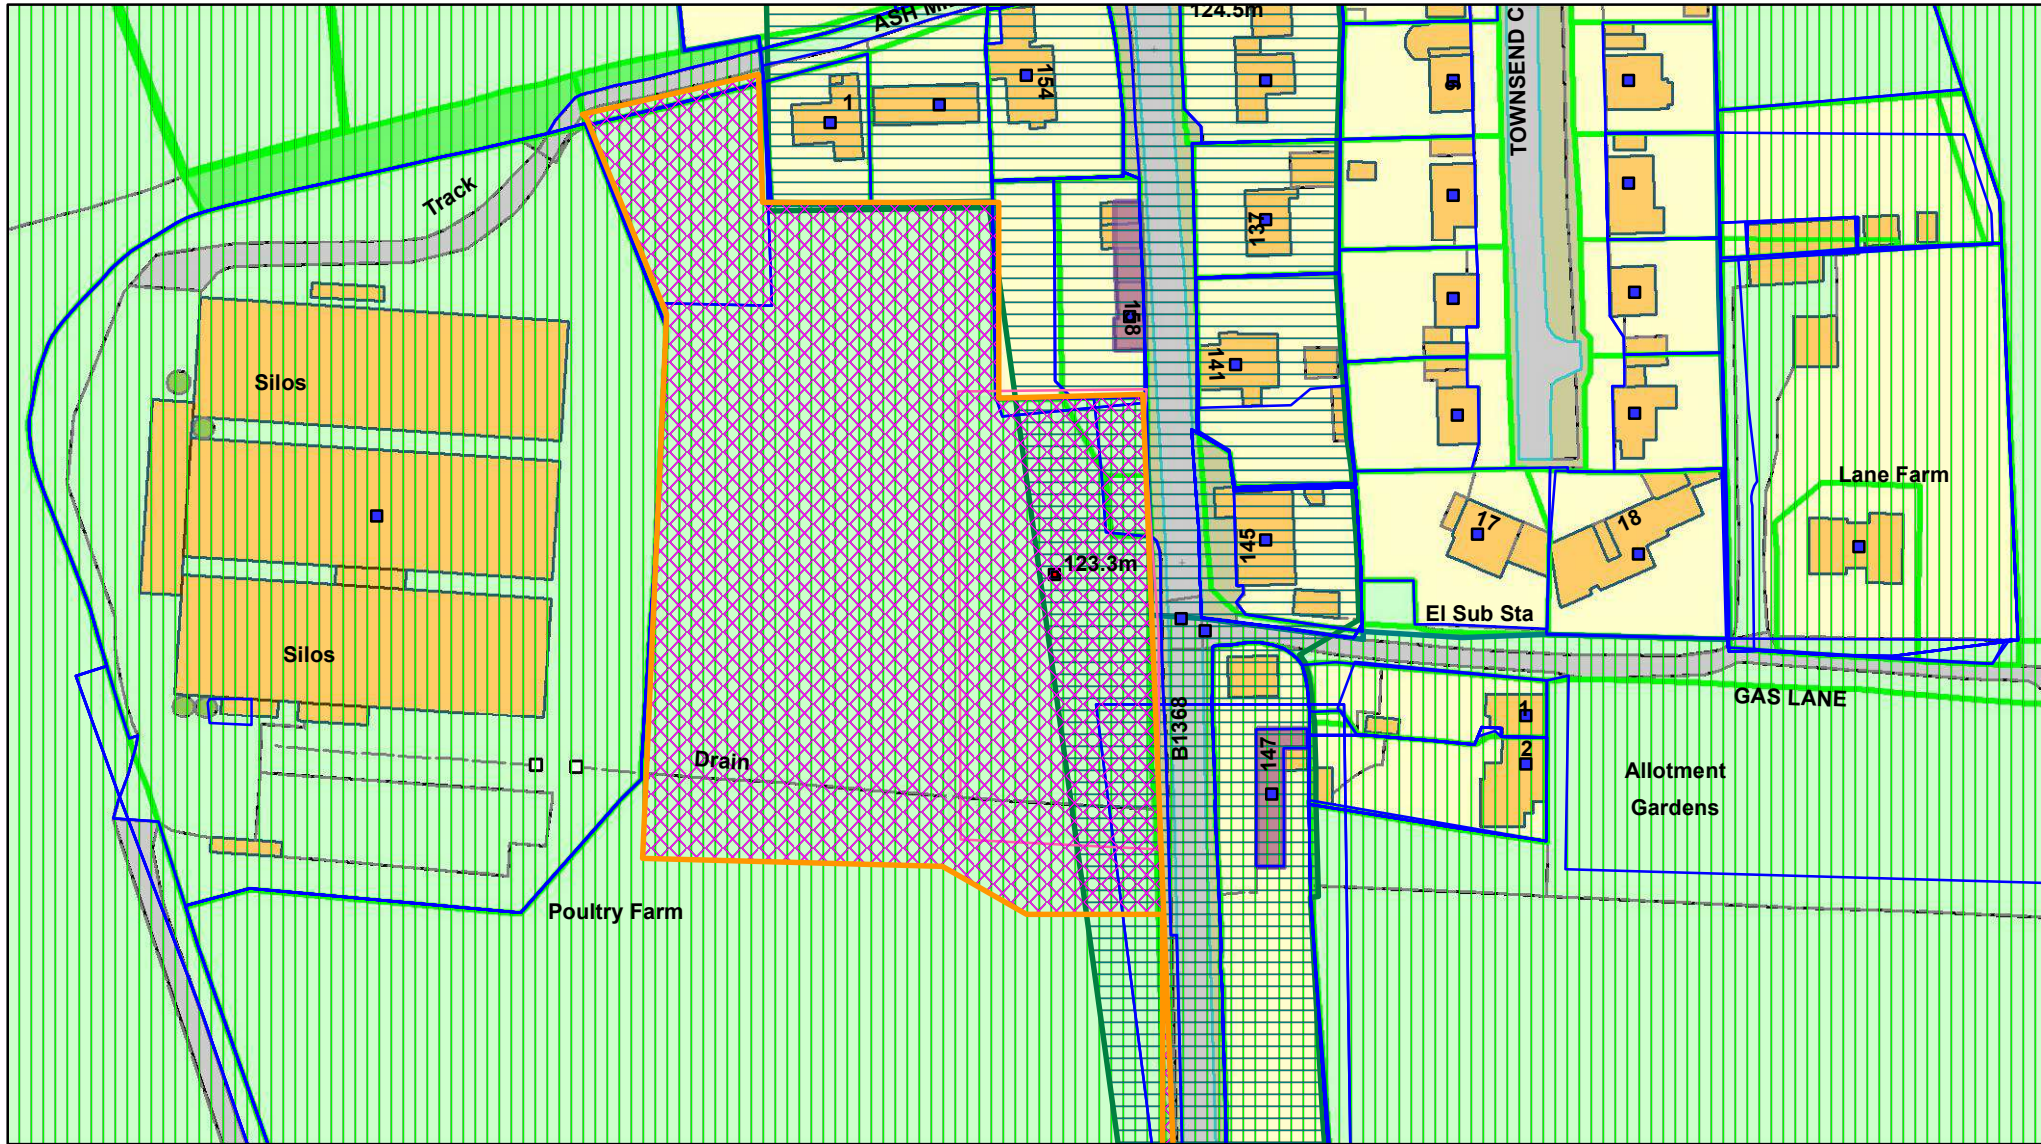 124.5m
TOWNSEND C
154
1
9
Track
137
158
141
Silos
Lane Farm
17
18
145
123.3m
El Sub Sta
Silos
GAS LANE
1
B1368
147
2
Drain
Allotment
Gardens
Poultry Farm